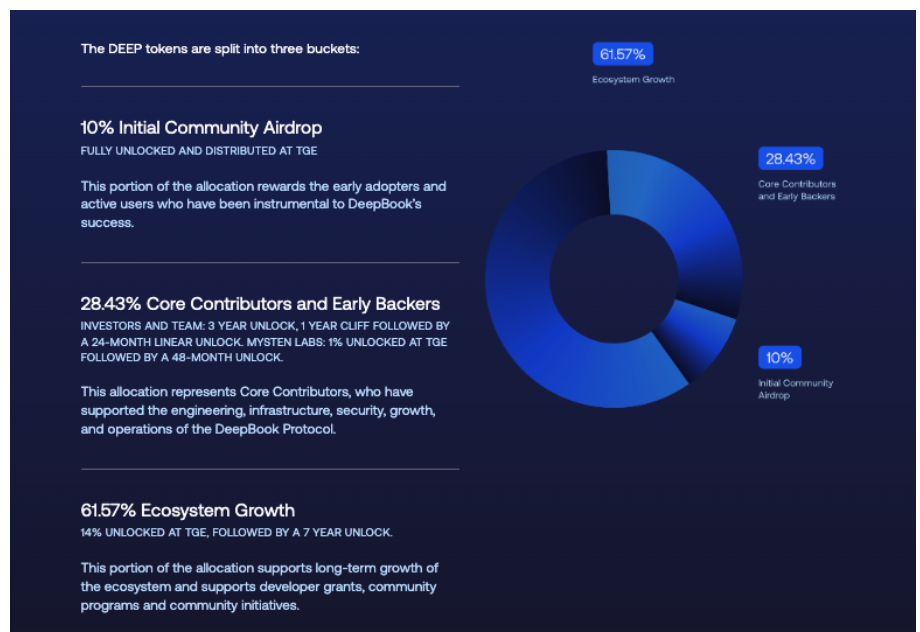 The DEEP tokens are split into three buckets:
10% Initial Community Airdrop
FULLY UNLOCKED AND DISTRIBUTED AT TGE
This portion of the allocation rewards the early adopters and
active users who have been instrumental to DeepBook's
success.
28.43% Core Contributors and Early Backers
INVESTORS AND TEAM: 3 YEAR UNLOCK, 1 YEAR CLIFF FOLLOWED BY
A 24-MONTH LINEAR UNLOCK. MYSTEN LABS: 1% UNLOCKED AT TGE
FOLLOWED BY A 48-MONTH UNLOCK.
This allocation represents Core Contributors, who have
supported the engineering, infrastructure, security, growth,
and operations of the DeepBook Protocol.
61.57% Ecosystem Growth
14% UNLOCKED AT TGE, FOLLOWED BY A 7 YEAR UNLOCK.
This portion of the allocation supports long-term growth of
the ecosystem and supports developer grants, community
programs and community initiatives.
61.57%
Ecosystem Growth
28.43%
Core Contributors
and Early Backers
10%
Initial Community
Airdrop